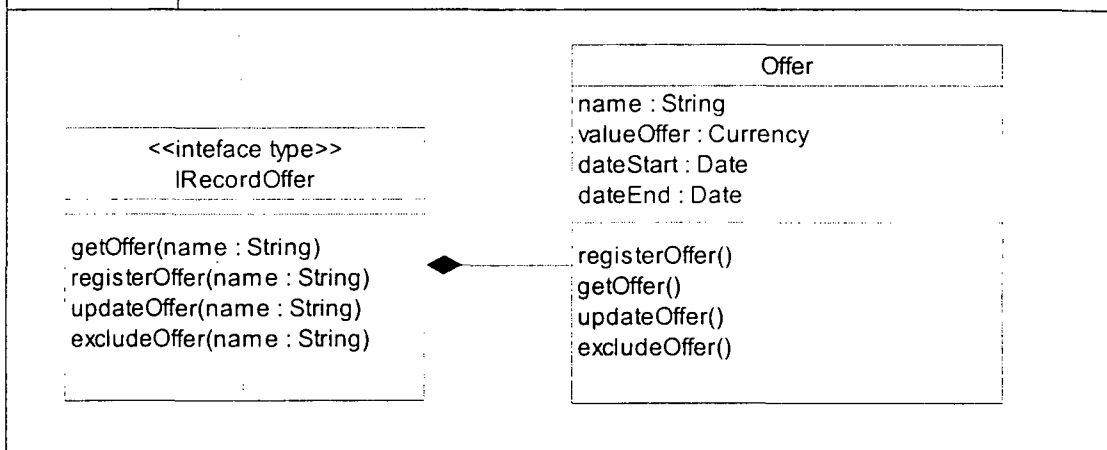 <<inteface type>>
IRecordOffer
getOffer(name : String)
registerOffer(name : String)
updateOffer(name : String)
excludeOffer(name : String)
Offer
name : String
valueOffer : Currency
dateStart : Date
dateEnd : Date
registerOffer()
getOffer()
updateOffer()
excludeOffer()